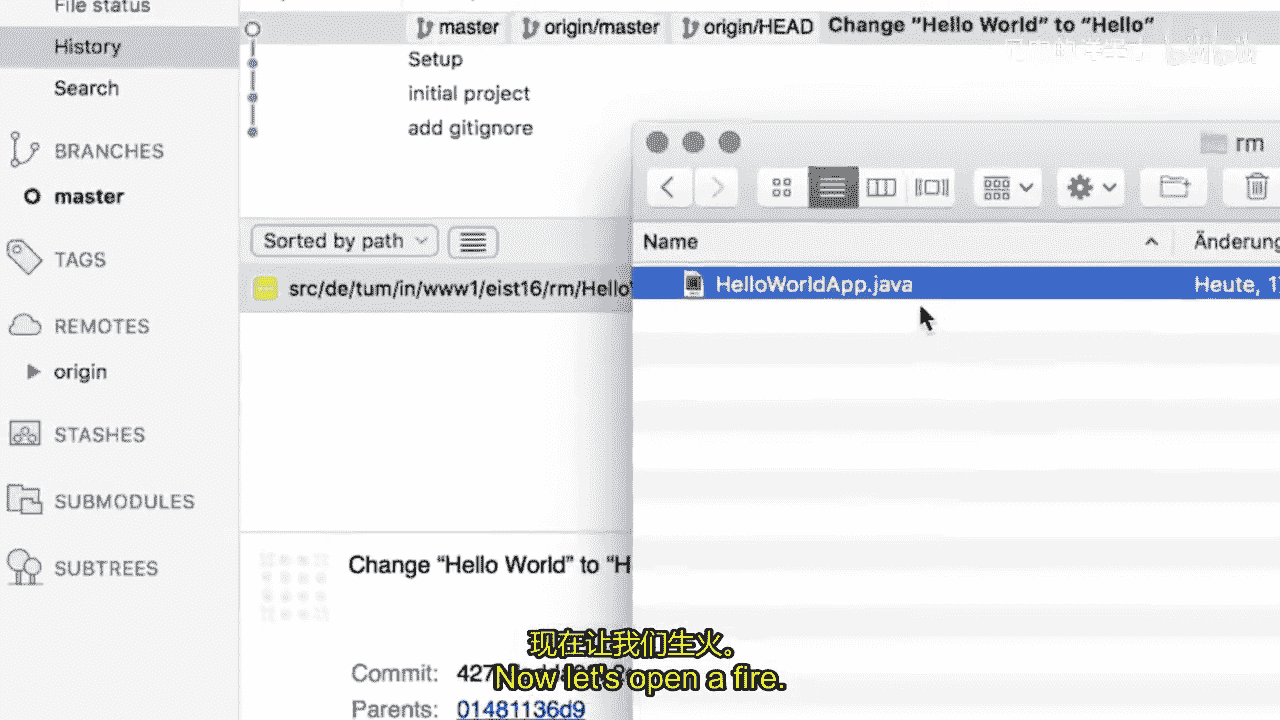 File status
History
Search
BRANCHES
master
TAGS
REMOTES
origin
STASHES
SUBMODULES
SUBTREES
master origin/master origin/HEAD Change “Hello World” to “Hello”
Setup
initial project
add gitignore
Sorted by path
src/de/tum/in/www1/eist16/rm/Hello
Change “Hello World” to “H
Commit: 427
Parents: 01481136d9
rm
Name Änderung
HelloWorldApp.java Heute, 1
现在让我们生火。
Now let's open a fire.